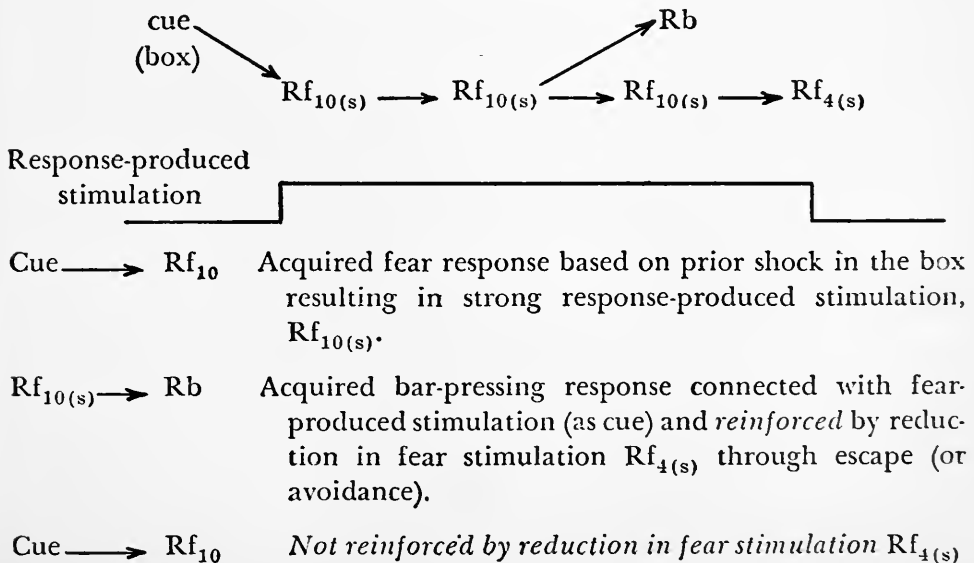 cue Rb
(box)
Rf10(s) → Rf10(s) → Rf10(s) → Rf4(s)
Response-produced
stimulation
Cue → Rf10 Acquired fear response based on prior shock in the box
resulting in strong response-produced stimulation,
Rf10(s).
Rf10(s) → Rb Acquired bar-pressing response connected with fear-
produced stimulation (as cue) and reinforced by reduc-
tion in fear stimulation Rf4(s) through escape (or
avoidance).
Cue → Rf10 Not reinforced by reduction in fear stimulation Rf4(s)